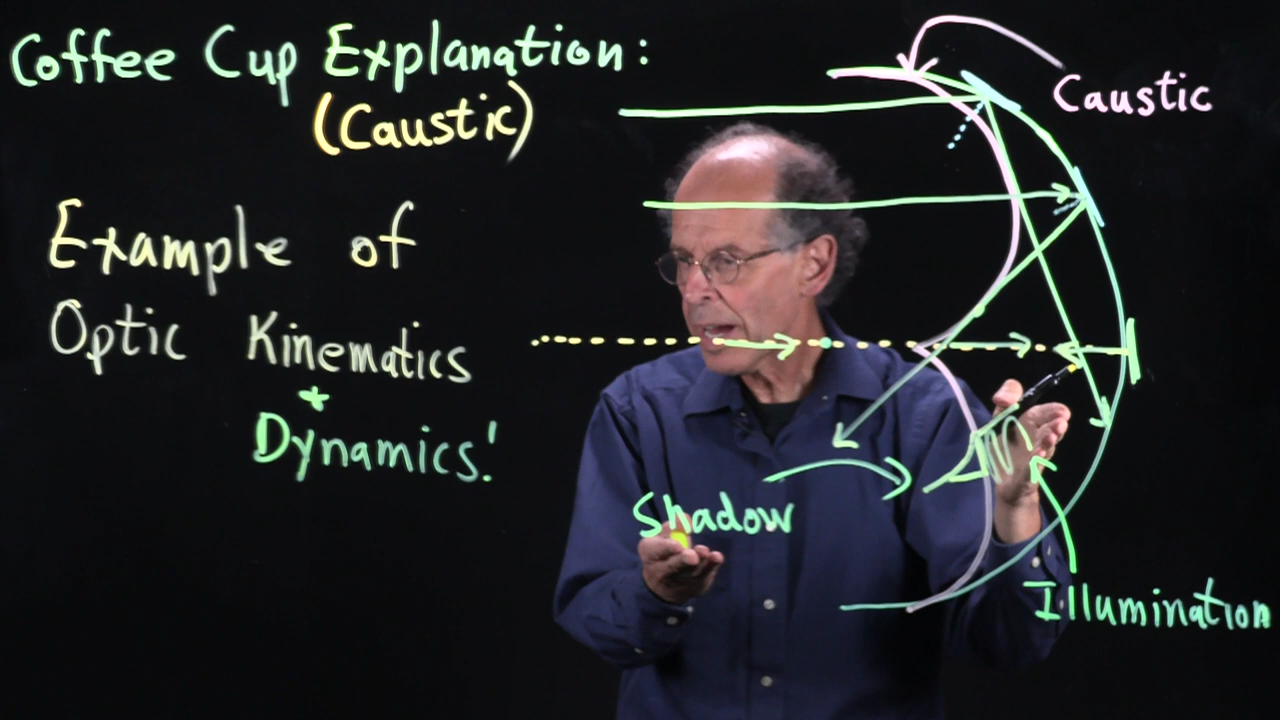 Coffee Cup Explanation:
(Caustic)
Caustic
Example of
Optic Kinematics
+
Dynamics!
Shadow
Illumination